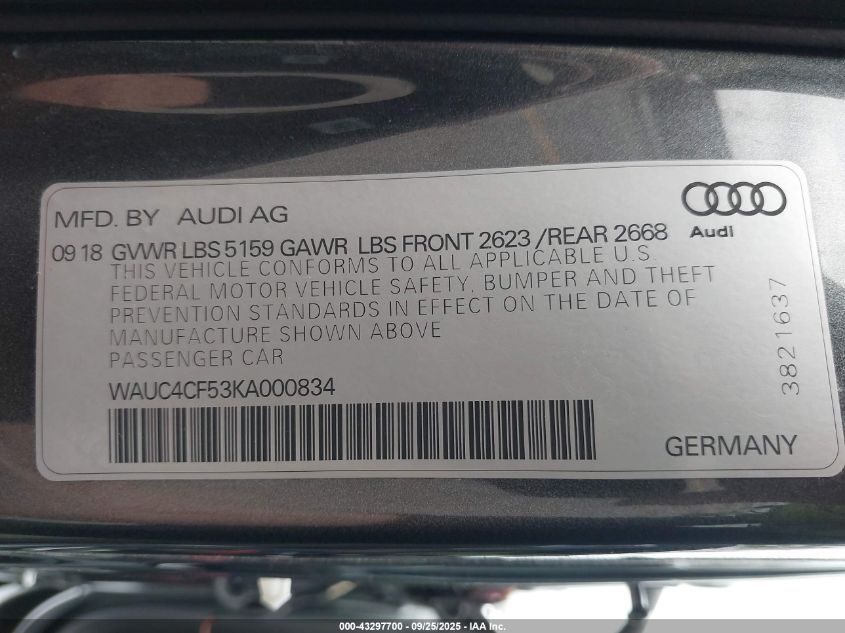 MFD. BY AUDI AG
Audi
09 18 GVWR LBS 5159 GAWR LBS FRONT 2623 /REAR 2668
THIS VEHICLE CONFORMS TO ALL APPLICABLE U.S.
FEDERAL MOTOR VEHICLE SAFETY, BUMPER AND THEFT
PREVENTION STANDARDS IN EFFECT ON THE DATE OF
MANUFACTURE SHOWN ABOVE
PASSENGER CAR
WAUC4CF53KA000834
3821637
GERMANY
000-43297700 - 09/25/2025 - IAA Inc.